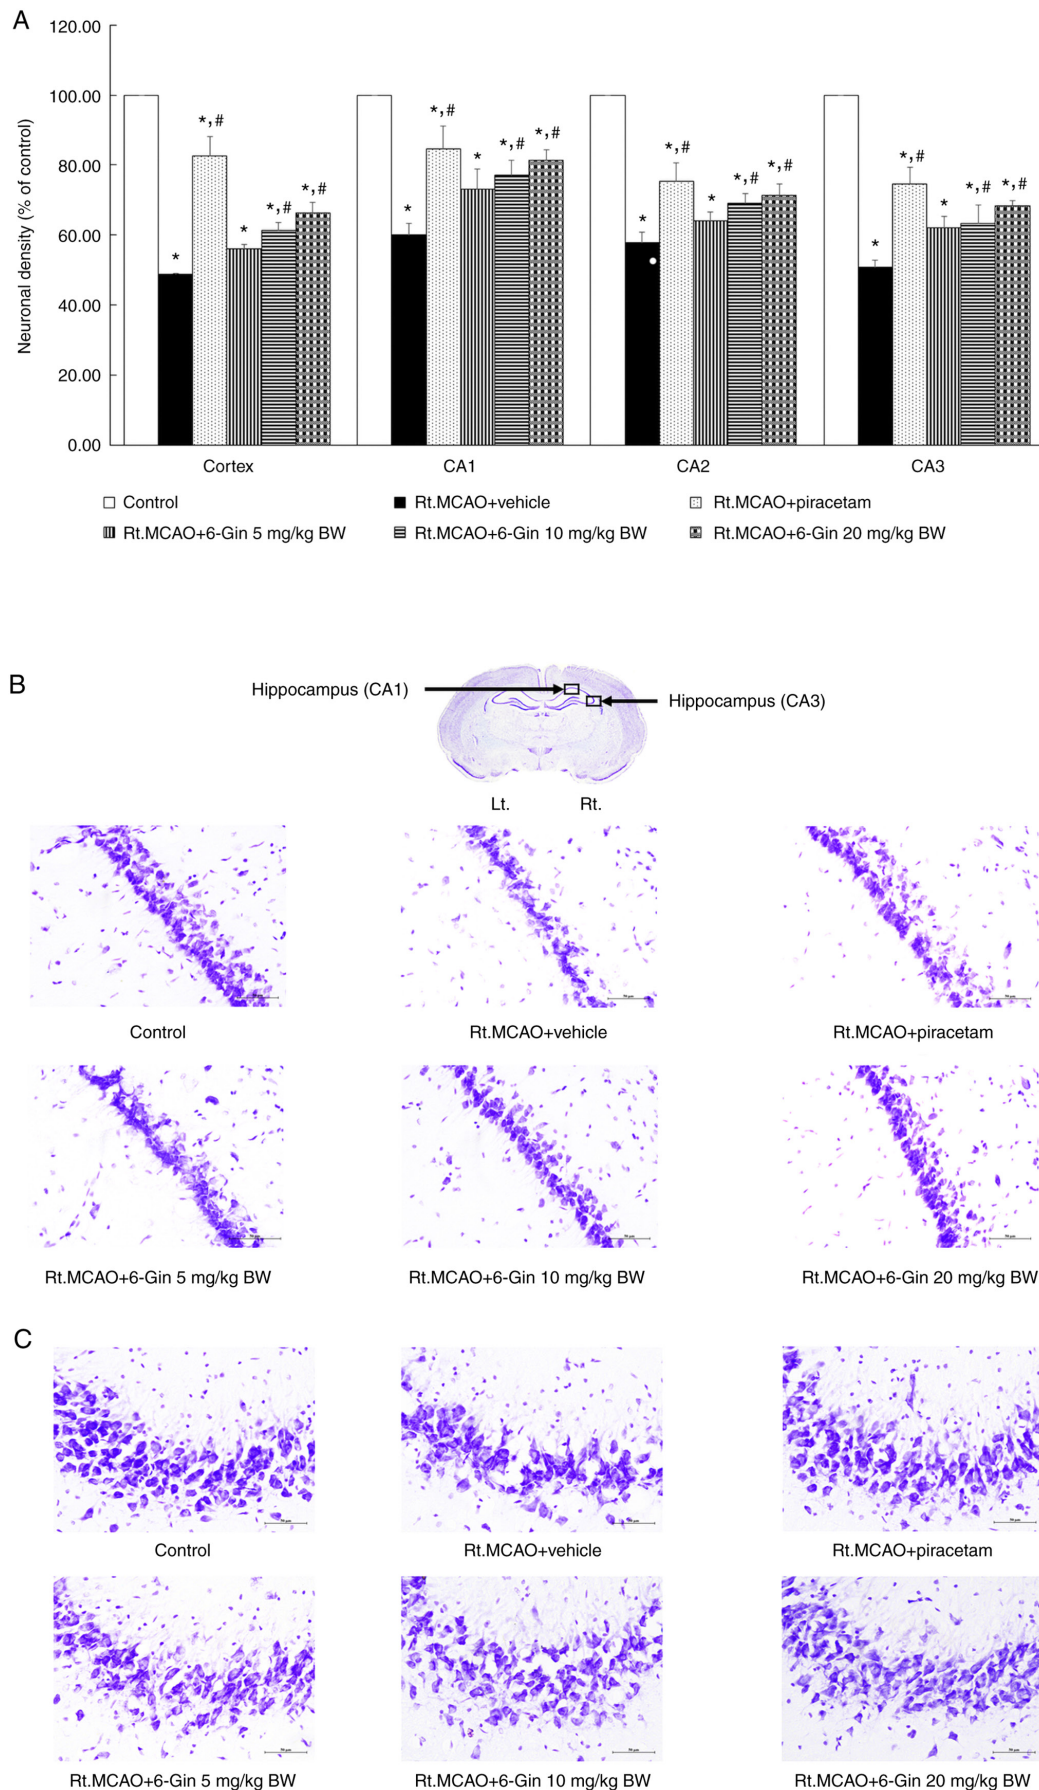 A
Neuronal density (% of control)
120.00
100.00
80.00
60.00
40.00
20.00
0.00
* *,# * *,# *,#
* *,# * *,# *,#
* *,# * *,# *,#
* *,# * *,# *,#
Cortex CA1 CA2 CA3
Control Rt.MCAO+vehicle Rt.MCAO+piracetam
Rt.MCAO+6-Gin 5 mg/kg BW Rt.MCAO+6-Gin 10 mg/kg BW Rt.MCAO+6-Gin 20 mg/kg BW
B
Hippocampus (CA1)
Hippocampus (CA3)
Lt. Rt.
Control Rt.MCAO+vehicle Rt.MCAO+piracetam
Rt.MCAO+6-Gin 5 mg/kg BW Rt.MCAO+6-Gin 10 mg/kg BW Rt.MCAO+6-Gin 20 mg/kg BW
C
Control Rt.MCAO+vehicle Rt.MCAO+piracetam
Rt.MCAO+6-Gin 5 mg/kg BW Rt.MCAO+6-Gin 10 mg/kg BW Rt.MCAO+6-Gin 20 mg/kg BW